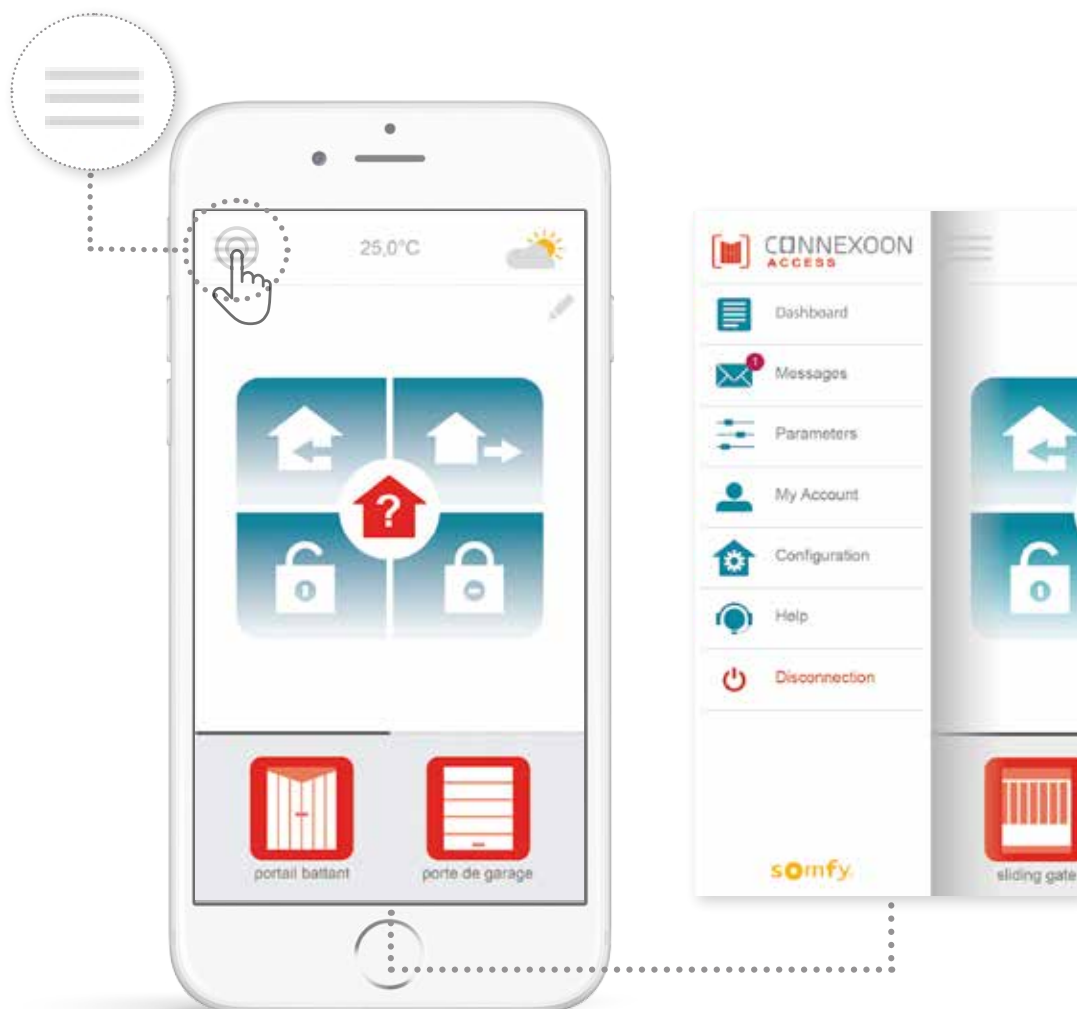 25,0°C
?
portail battant
porte de garage
CONNEXOON
ACCESS
Dashboard
1
Messages
Parameters
My Account
Configuration
Help
Disconnection
somfy.
sliding gate